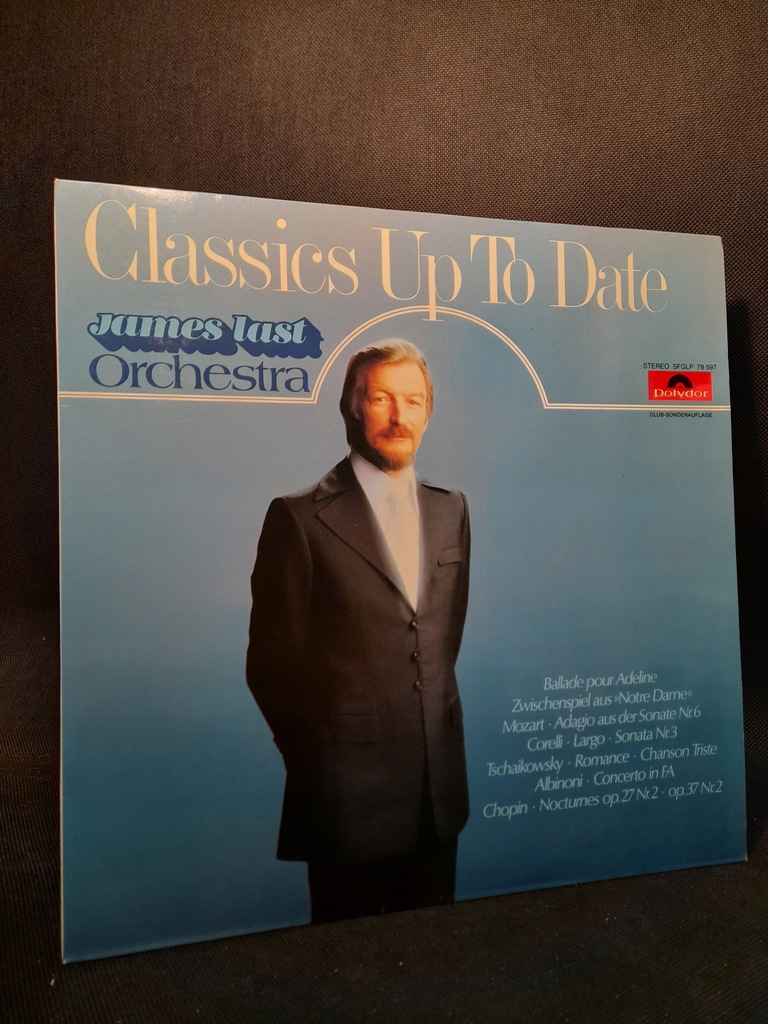 Classics Up To Date
james last
Orchestra
STEREO SFGLP 78 597
polydor
CLUB-SONDERAUFLAGE
Ballade pour Adeline
Zwischenspiel aus »Notre Dame«
Mozart · Adagio aus der Sonate Nr.6
Corelli · Largo · Sonata Nr.3
Tschaikowsky · Romance · Chanson Triste
Albinoni · Concerto in FA
Chopin · Nocturnes op.27 Nr.2 · op.37 Nr.2